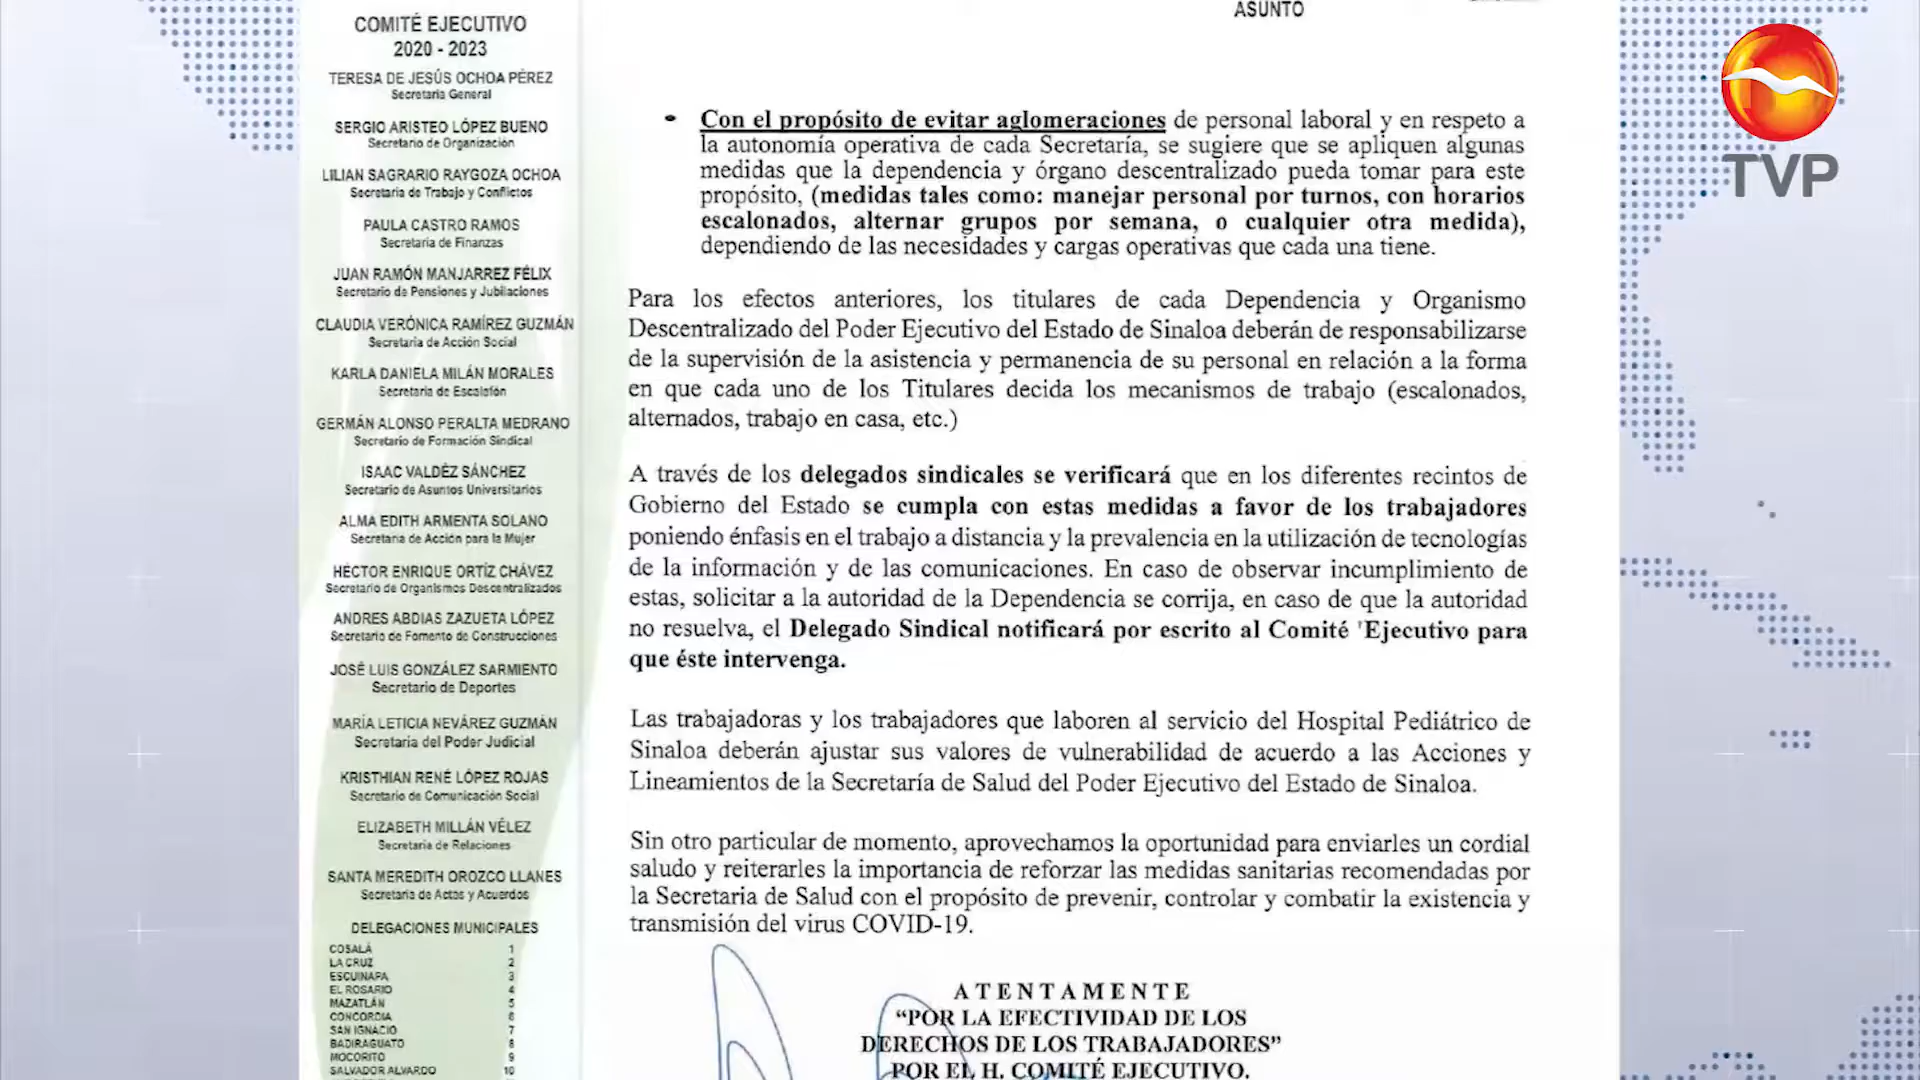 COMITÉ EJECUTIVO
2020 - 2023
TERESA DE JESÚS OCHOA PÉREZ
Secretaria General
SERGIO ARISTEO LÓPEZ BUENO
Secretario de Organización
LILIAN SAGRARIO RAYGOZA OCHOA
Secretaria de Trabajo y Conflictos
PAULA CASTRO RAMOS
Secretaria de Finanzas
JUAN RAMÓN MANJARREZ FÉLIX
Secretario de Pensiones y Jubilaciones
CLAUDIA VERÓNICA RAMÍREZ GUZMÁN
Secretaria de Acción Social
KARLA DANIELA MILÁN MORALES
Secretaria de Escalafón
GERMÁN ALONSO PERALTA MEDRANO
Secretario de Formación Sindical
ISAAC VALDÉZ SÁNCHEZ
Secretario de Asuntos Universitarios
ALMA EDITH ARMENTA SOLANO
Secretaria de Acción para la Mujer
HÉCTOR ENRIQUE ORTÍZ CHÁVEZ
Secretario de Organismos Descentralizados
ANDRES ABDIAS ZAZUETA LÓPEZ
Secretario de Fomento de Construcciones
JOSÉ LUIS GONZÁLEZ SARMIENTO
Secretario de Deportes
MARÍA LETICIA NEVÁREZ GUZMÁN
Secretaria del Poder Judicial
KRISTHIAN RENÉ LÓPEZ ROJAS
Secretario de Comunicación Social
ELIZABETH MILLÁN VÉLEZ
Secretaria de Relaciones
SANTA MEREDITH OROZCO LLANES
Secretaria de Actas y Acuerdos
DELEGACIONES MUNICIPALES
COSALÁ 1
LA CRUZ 2
ESCUINAPA 3
EL ROSARIO 4
MAZATLÁN 5
CONCORDIA 6
SAN IGNACIO 7
BADIRAGUATO 8
MOCORITO 9
SALVADOR ALVARDO 10
ASUNTO
• Con el propósito de evitar aglomeraciones de personal laboral y en respeto a
la autonomía operativa de cada Secretaría, se sugiere que se apliquen algunas
medidas que la dependencia y órgano descentralizado pueda tomar para este
propósito, (medidas tales como: manejar personal por turnos, con horarios
escalonados, alternar grupos por semana, o cualquier otra medida),
dependiendo de las necesidades y cargas operativas que cada una tiene.
Para los efectos anteriores, los titulares de cada Dependencia y Organismo
Descentralizado del Poder Ejecutivo del Estado de Sinaloa deberán de responsabilizarse
de la supervisión de la asistencia y permanencia de su personal en relación a la forma
en que cada uno de los Titulares decida los mecanismos de trabajo (escalonados,
alternados, trabajo en casa, etc.)
A través de los delegados sindicales se verificará que en los diferentes recintos de
Gobierno del Estado se cumpla con estas medidas a favor de los trabajadores
poniendo énfasis en el trabajo a distancia y la prevalencia en la utilización de tecnologías
de la información y de las comunicaciones. En caso de observar incumplimiento de
estas, solicitar a la autoridad de la Dependencia se corrija, en caso de que la autoridad
no resuelva, el Delegado Sindical notificará por escrito al Comité 'Ejecutivo para
que éste intervenga.
Las trabajadoras y los trabajadores que laboren al servicio del Hospital Pediátrico de
Sinaloa deberán ajustar sus valores de vulnerabilidad de acuerdo a las Acciones y
Lineamientos de la Secretaría de Salud del Poder Ejecutivo del Estado de Sinaloa.
Sin otro particular de momento, aprovechamos la oportunidad para enviarles un cordial
saludo y reiterarles la importancia de reforzar las medidas sanitarias recomendadas por
la Secretaria de Salud con el propósito de prevenir, controlar y combatir la existencia y
transmisión del virus COVID-19.
ATENTAMENTE
“POR LA EFECTIVIDAD DE LOS
DERECHOS DE LOS TRABAJADORES”
POR EL H. COMITÉ EJECUTIVO.
TVP